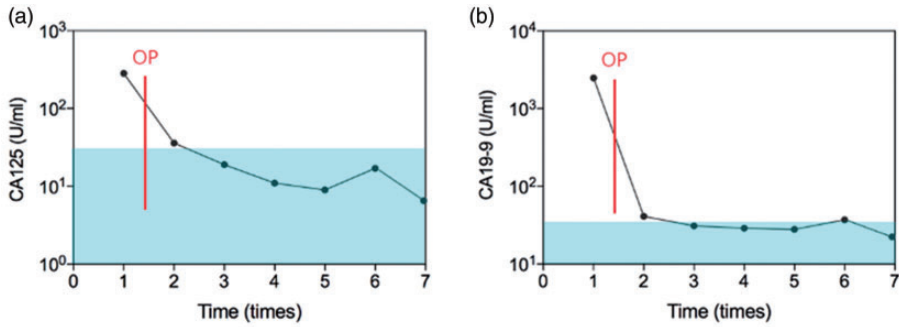 (a)
CA125 (U/ml)
10³
10²
10¹
10⁰
OP
0 1 2 3 4 5 6 7
Time (times)
(b)
CA19-9 (U/ml)
10⁴
10³
10²
10¹
OP
0 1 2 3 4 5 6 7
Time (times)